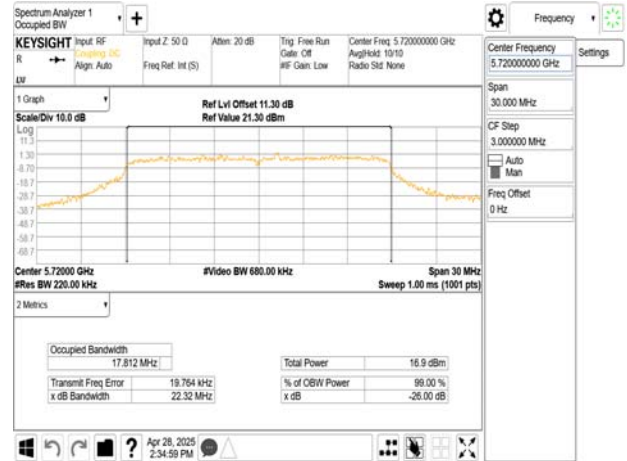 Spectrum Analyzer 1
Occupied BW
+
Frequency
KEYSIGHT
R
Input: RF
Coupling: DC
Align: Auto
Input Z: 50 Ω
Freq Ref: Int (S)
Atten: 20 dB
Trig: Free Run
Gate: Off
#IF Gain: Low
Center Freq: 5.720000000 GHz
Avg|Hold: 10/10
Radio Std: None
Center Frequency
5.720000000 GHz
Settings
Span
30.000 MHz
CF Step
3.000000 MHz
Auto
Man
Freq Offset
0 Hz
1 Graph
Scale/Div 10.0 dB
Ref Lvl Offset 11.30 dB
Ref Value 21.30 dBm
Log
11.3
1.30
-8.70
-18.7
-28.7
-38.7
-48.7
-58.7
-68.7
Center 5.72000 GHz
#Video BW 680.00 kHz
Span 30 MHz
#Res BW 220.00 kHz
Sweep 1.00 ms (1001 pts)
2 Metrics
Occupied Bandwidth
17.812 MHz
Total Power 16.9 dBm
Transmit Freq Error 19.764 kHz
% of OBW Power 99.00 %
x dB Bandwidth 22.32 MHz
x dB -26.00 dB
?
Apr 28, 2025
2:34:59 PM